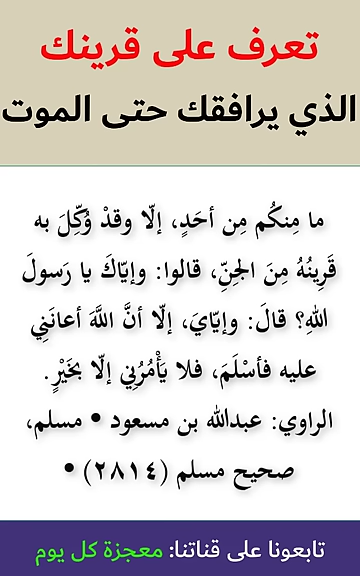 تعرف على قرينك
الذي يرافقك حتى الموت
ما مِنكُم مِن أحَدٍ، إلّا وقدْ وُكِّلَ به
قَرِينُهُ مِنَ الجِنِّ، قالوا: وإيّاكَ يا رَسولَ
اللهِ؟ قالَ: وإيّايَ، إلّا أنَّ اللَّهَ أعانَنِي
عليه فأسْلَمَ، فلا يَأْمُرُنِي إلّا بخَيْرٍ.
الراوي: عبدالله بن مسعود • مسلم،
صحيح مسلم (٢٨١٤) •
تابعونا على قناتنا: معجزة كل يوم